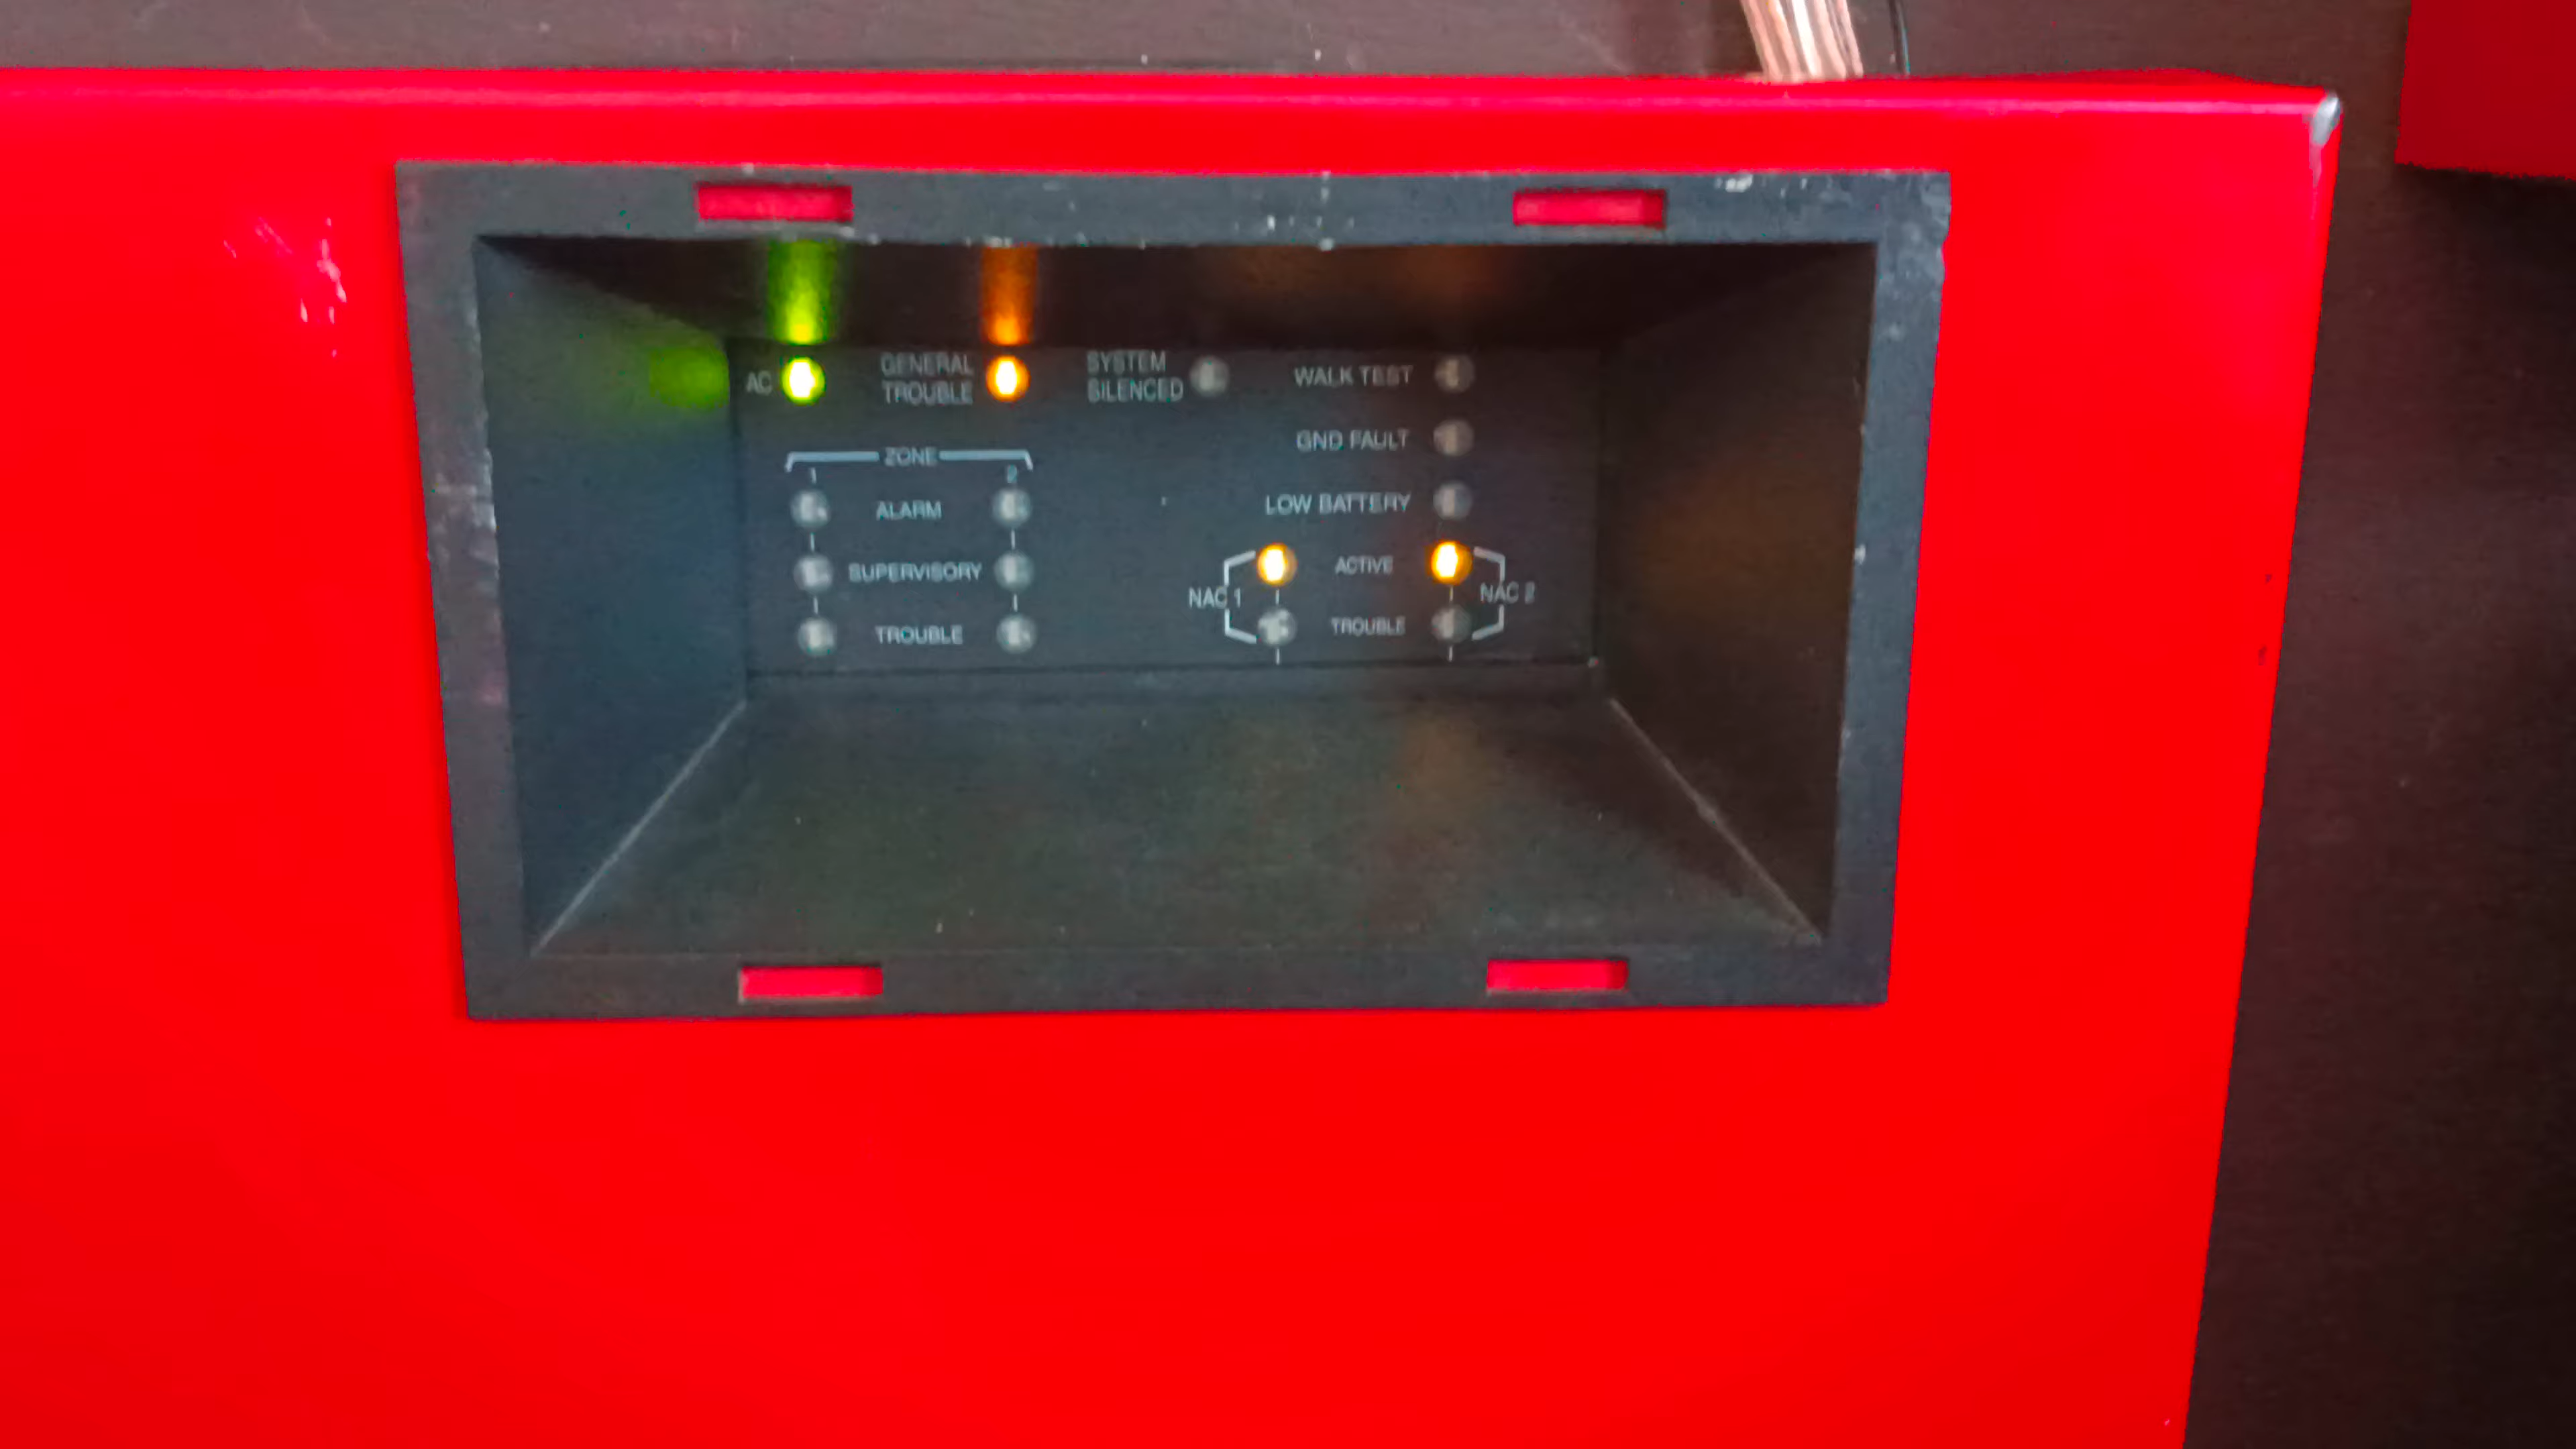 AC
GENERAL
TROUBLE
SYSTEM
SILENCED
WALK TEST
GND FAULT
LOW BATTERY
ZONE
1 2
ALARM
SUPERVISORY
TROUBLE
NAC 1
ACTIVE
TROUBLE
NAC 2